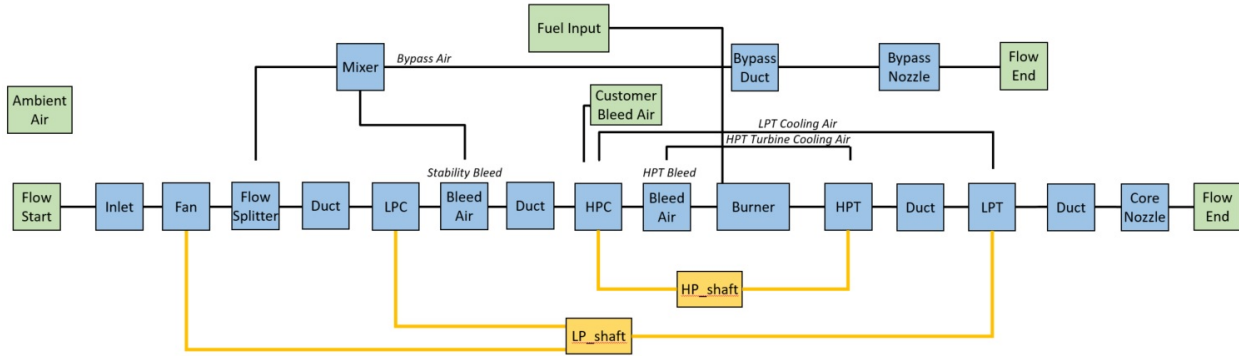 Fuel Input
Mixer
Bypass Air
Bypass
Duct
Bypass
Nozzle
Flow
End
Ambient
Air
Customer
Bleed Air
LPT Cooling Air
HPT Turbine Cooling Air
Stability Bleed
HPT Bleed
Flow
Start
Inlet
Fan
Flow
Splitter
Duct
LPC
Bleed
Air
Duct
HPC
Bleed
Air
Burner
HPT
Duct
LPT
Duct
Core
Nozzle
Flow
End
HP_shaft
LP_shaft